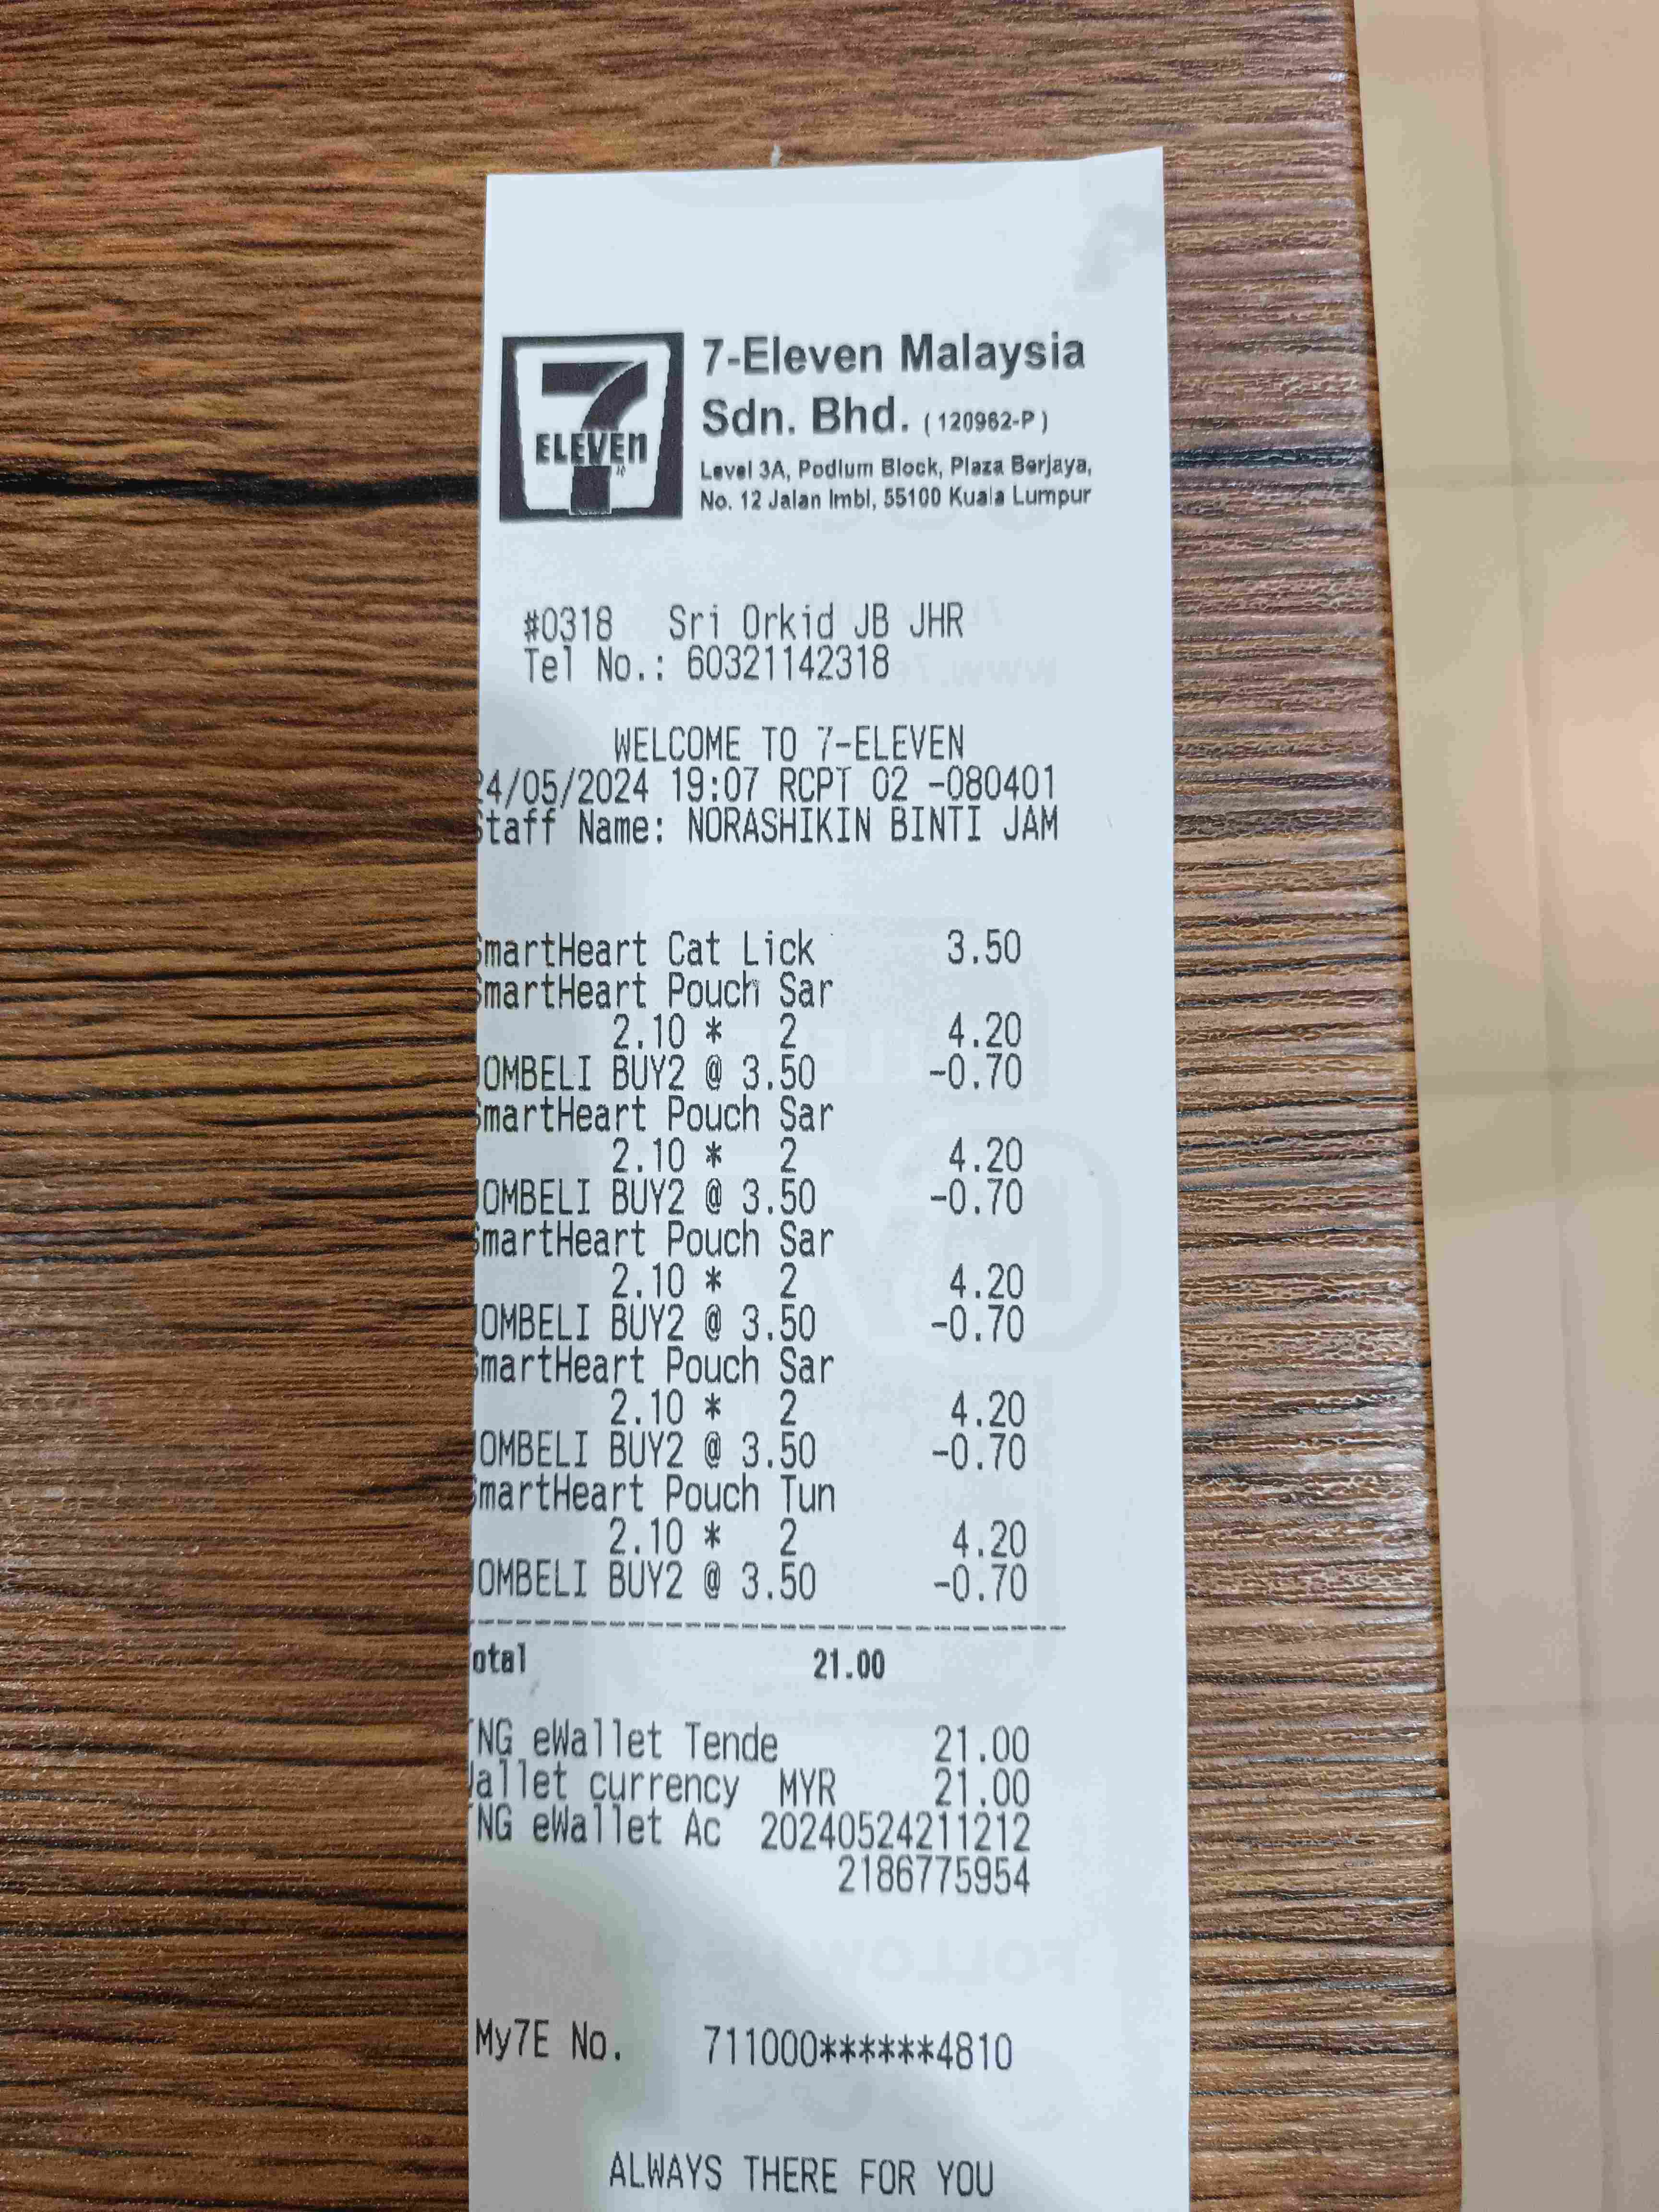 7-Eleven Malaysia
Sdn. Bhd. (120962-P)
7
ELEVEN
Level 3A, Podium Block, Plaza Berjaya,
No. 12 Jalan Imbi, 55100 Kuala Lumpur
#0318 Sri Orkid JB JHR
Tel No.: 60321142318
WELCOME TO 7-ELEVEN
24/05/2024 19:07 RCPT 02 -080401
Staff Name: NORASHIKIN BINTI JAM
SmartHeart Cat Lick 3.50
SmartHeart Pouch Sar
2.10 * 2 4.20
JOMBELI BUY2 @ 3.50 -0.70
SmartHeart Pouch Sar
2.10 * 2 4.20
JOMBELI BUY2 @ 3.50 -0.70
SmartHeart Pouch Sar
2.10 * 2 4.20
JOMBELI BUY2 @ 3.50 -0.70
SmartHeart Pouch Sar
2.10 * 2 4.20
JOMBELI BUY2 @ 3.50 -0.70
SmartHeart Pouch Tun
2.10 * 2 4.20
JOMBELI BUY2 @ 3.50 -0.70
Total 21.00
TNG eWallet Tende 21.00
Wallet currency MYR 21.00
TNG eWallet Ac 20240524211212
2186775954
My7E No. 711000******4810
ALWAYS THERE FOR YOU